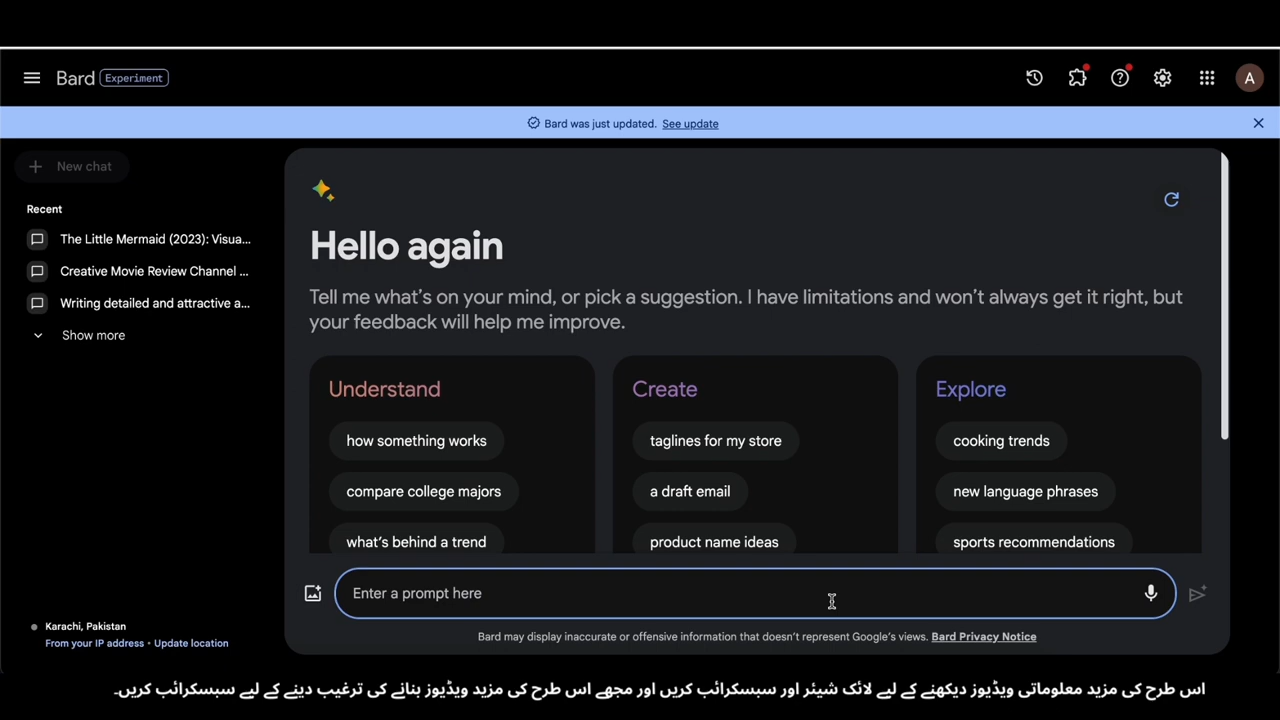 Bard Experiment
A
Bard was just updated. See update
New chat
Recent
The Little Mermaid (2023): Visua...
Creative Movie Review Channel ...
Writing detailed and attractive a...
Show more
Hello again
Tell me what's on your mind, or pick a suggestion. I have limitations and won't always get it right, but
your feedback will help me improve.
Understand
how something works
compare college majors
what's behind a trend
Create
taglines for my store
a draft email
product name ideas
Explore
cooking trends
new language phrases
sports recommendations
Enter a prompt here
Bard may display inaccurate or offensive information that doesn't represent Google's views. Bard Privacy Notice
Karachi, Pakistan
From your IP address • Update location
اس طرح کی مزید معلوماتی ویڈیوز دیکھنے کے لیے لائک شیئر اور سبسکرائب کریں اور مجھے اس طرح کی مزید ویڈیوز بنانے کی ترغیب دینے کے لیے سبسکرائب کریں۔